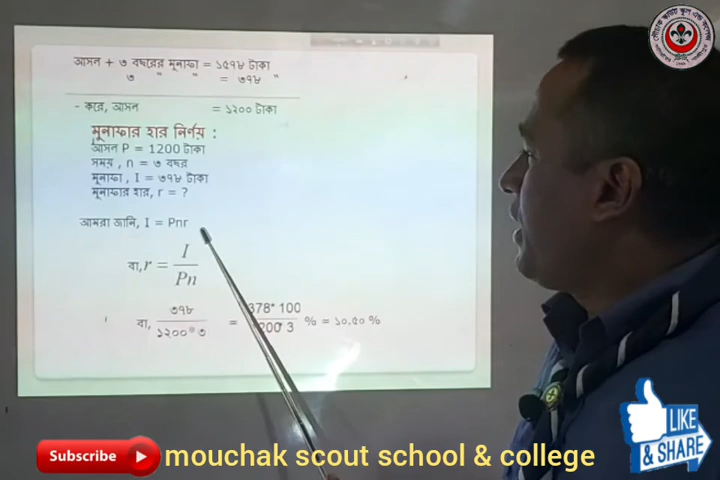 আসল + ৩ বছরের মুনাফা = ১৫৭৮ টাকা
৩ " " = ৩৭৮ "
- করে, আসল = ১২০০ টাকা
মুনাফার হার নির্ণয় :
আসল P = 1200 টাকা
সময়, n = ৩ বছর
মুনাফা, I = ৩৭৮ টাকা
মুনাফার হার, r = ?
আমরা জানি, I = Pnr
বা, r = I / Pn
বা, ৩৭৮ / ১২০০*৩ = 378* 100 / 1200* 3 % = ১০.৫০ %
Subscribe mouchak scout school & college
LIKE
& SHARE